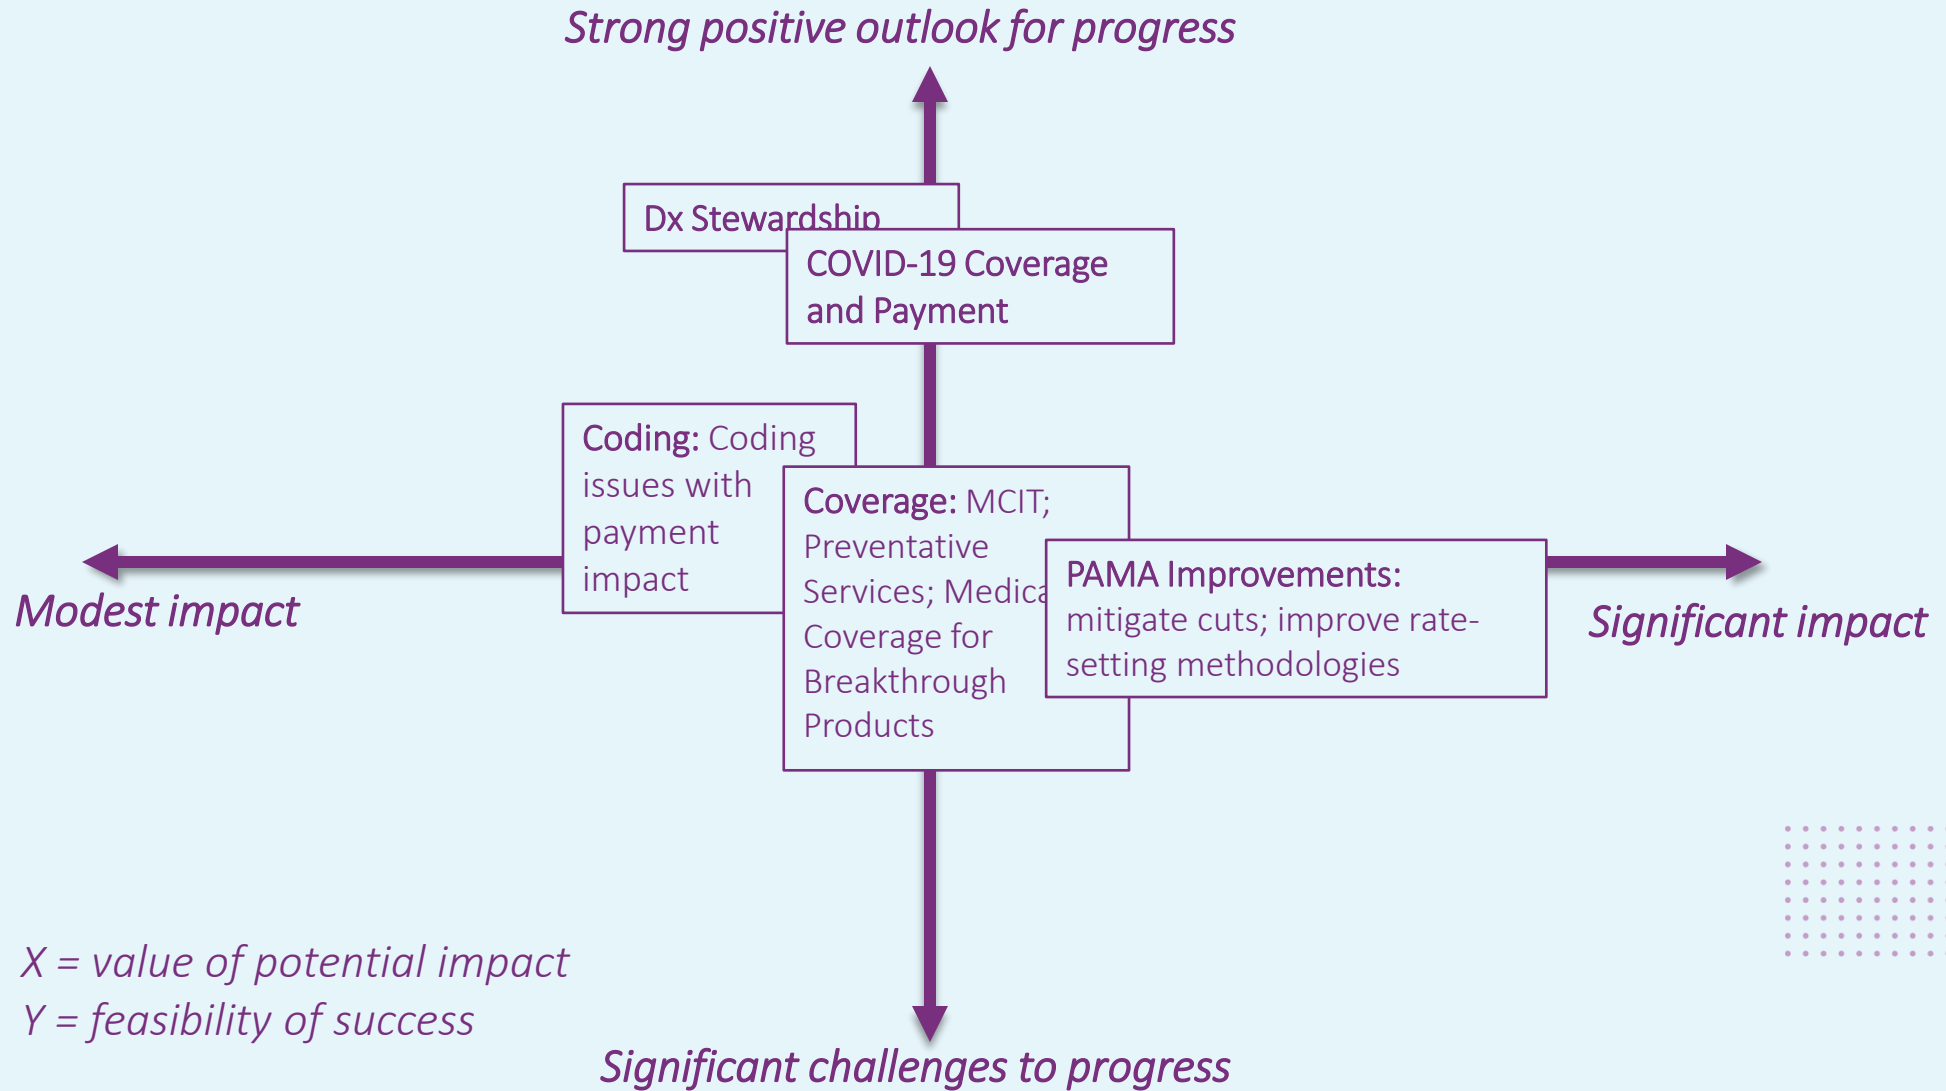 Strong positive outlook for progress
Dx Stewardship
COVID-19 Coverage
and Payment
Coding: Coding
issues with
payment
impact
Coverage: MCIT;
Preventative
Services;
Coverage for
Breakthrough
Products
PAMA Improvements:
mitigate cuts; improve rate-
setting methodologies
Modest impact
Significant impact
X = value of potential impact
Y = feasibility of success
Significant challenges to progress